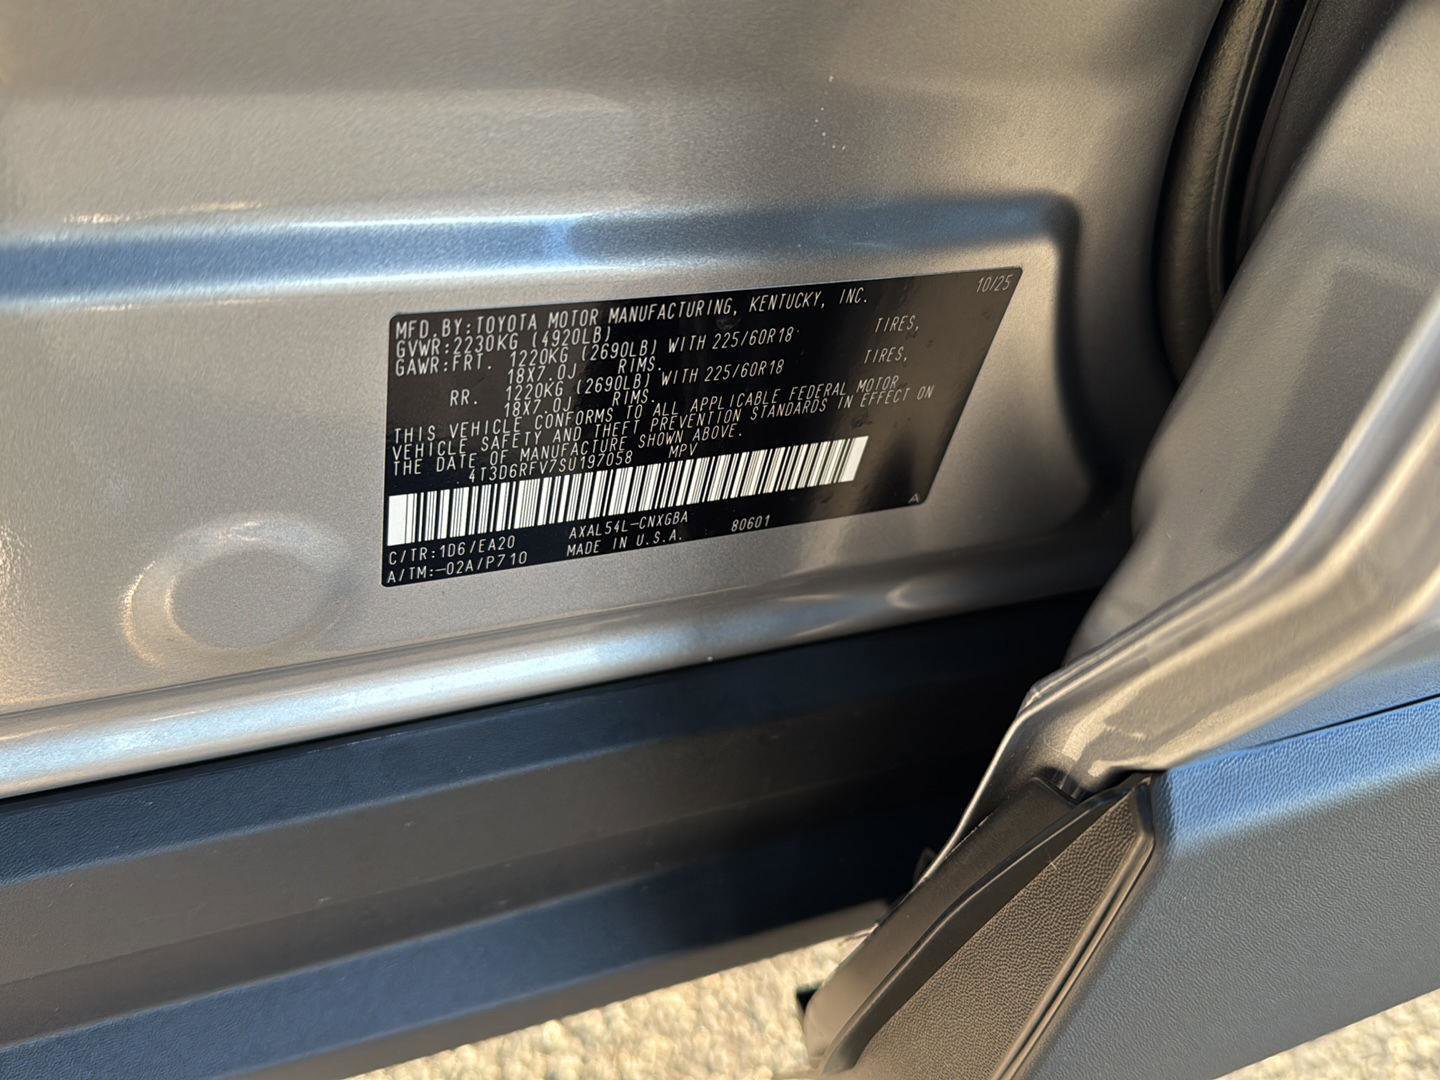 10/25
MFD.BY:TOYOTA MOTOR MANUFACTURING, KENTUCKY, INC.
GVWR:2230KG (4920LB)
GAWR:FRT. 1220KG (2690LB) WITH 225/60R18 TIRES,
18X7.0J RIMS.
RR. 1220KG (2690LB) WITH 225/60R18 TIRES,
18X7.0J RIMS.
THIS VEHICLE CONFORMS TO ALL APPLICABLE FEDERAL MOTOR
VEHICLE SAFETY AND THEFT PREVENTION STANDARDS IN EFFECT ON
THE DATE OF MANUFACTURE SHOWN ABOVE.
4T3D6RFV7SU197058 MPV
C/TR:1D6/EA20 AXAL54L-CNXGBA 80601
A/TM:-02A/P710 MADE IN U.S.A.
A